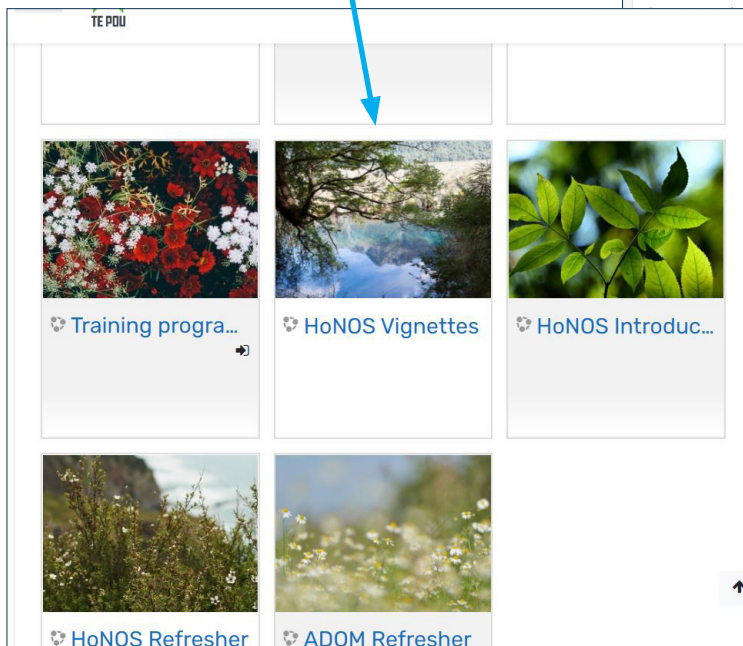 TE POU
Training progra...
HoNOS Vignettes
HoNOS Introduc...
HoNOS Refresher
ADOM Refresher